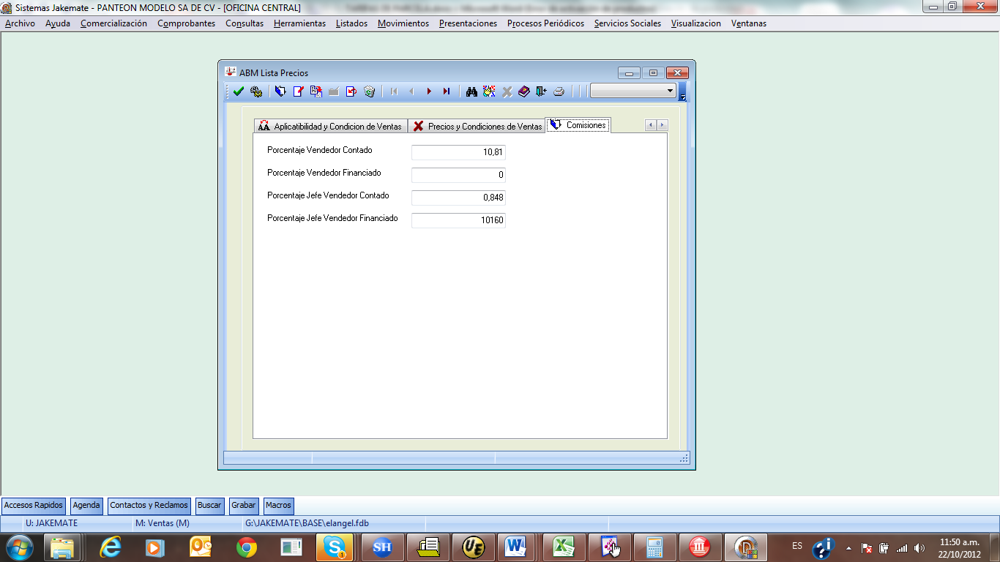 Sistemas Jakemate - PANTEON MODELO SA DE CV - [OFICINA CENTRAL]
Archivo Ayuda Comercialización Comprobantes Consultas Herramientas Listados Movimientos Presentaciones Procesos Periódicos Servicios Sociales Visualizacion Ventanas
ABM Lista Precios
Aplicatibilidad y Condicion de Ventas Precios y Condiciones de Ventas Comisiones
Porcentaje Vendedor Contado 10,81
Porcentaje Vendedor Financiado 0
Porcentaje Jefe Vendedor Contado 0,848
Porcentaje Jefe Vendedor Financiado 10160
Accesos Rapidos Agenda Contactos y Reclamos Buscar Grabar Macros
U: JAKEMATE M: Ventas (M) G:\JAKEMATE\BASE\elangel.fdb
SH UE ES 11:50 a.m.
22/10/2012